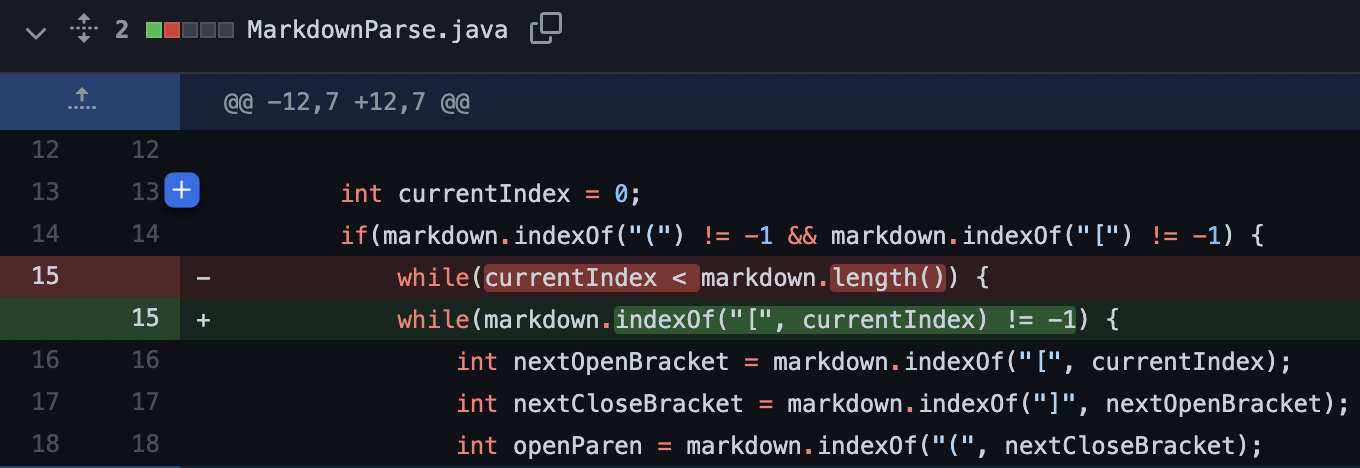 2 MarkdownParse.java
@@ -12,7 +12,7 @@
12 12
13 13 + int currentIndex = 0;
14 14 if(markdown.indexOf("(") != -1 && markdown.indexOf("[") != -1) {
15 - while(currentIndex < markdown.length()) {
15 + while(markdown.indexOf("[", currentIndex) != -1) {
16 16 int nextOpenBracket = markdown.indexOf("[", currentIndex);
17 17 int nextCloseBracket = markdown.indexOf("]", nextOpenBracket);
18 18 int openParen = markdown.indexOf("(", nextCloseBracket);